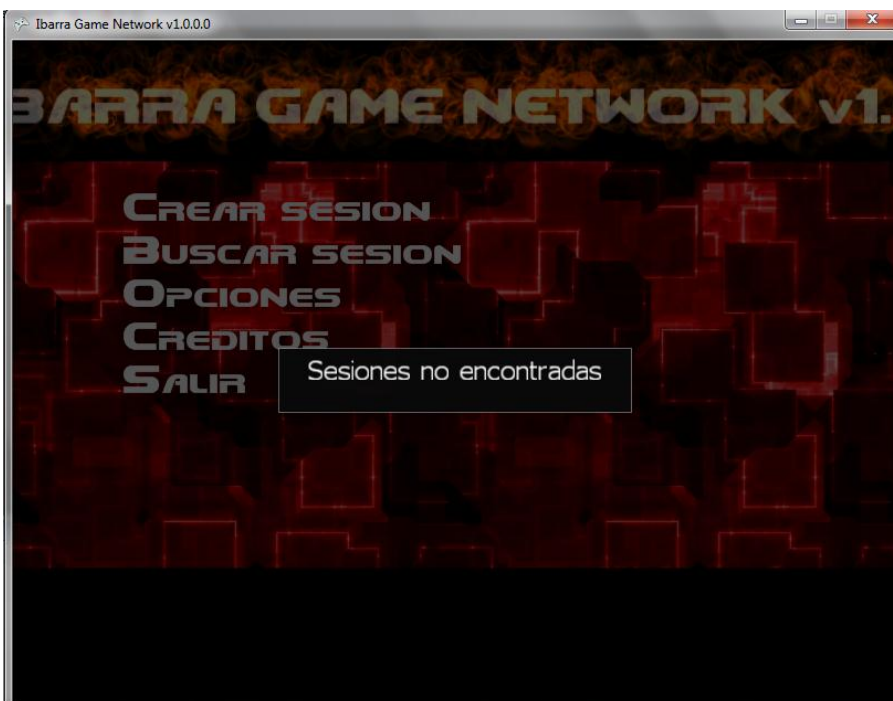 Ibarra Game Network v1.0.0.0
BARRA GAME NETWORK v1.
CREAR SESION
BUSCAR SESION
OPCIONES
CREDITOS
SALIR
Sesiones no encontradas